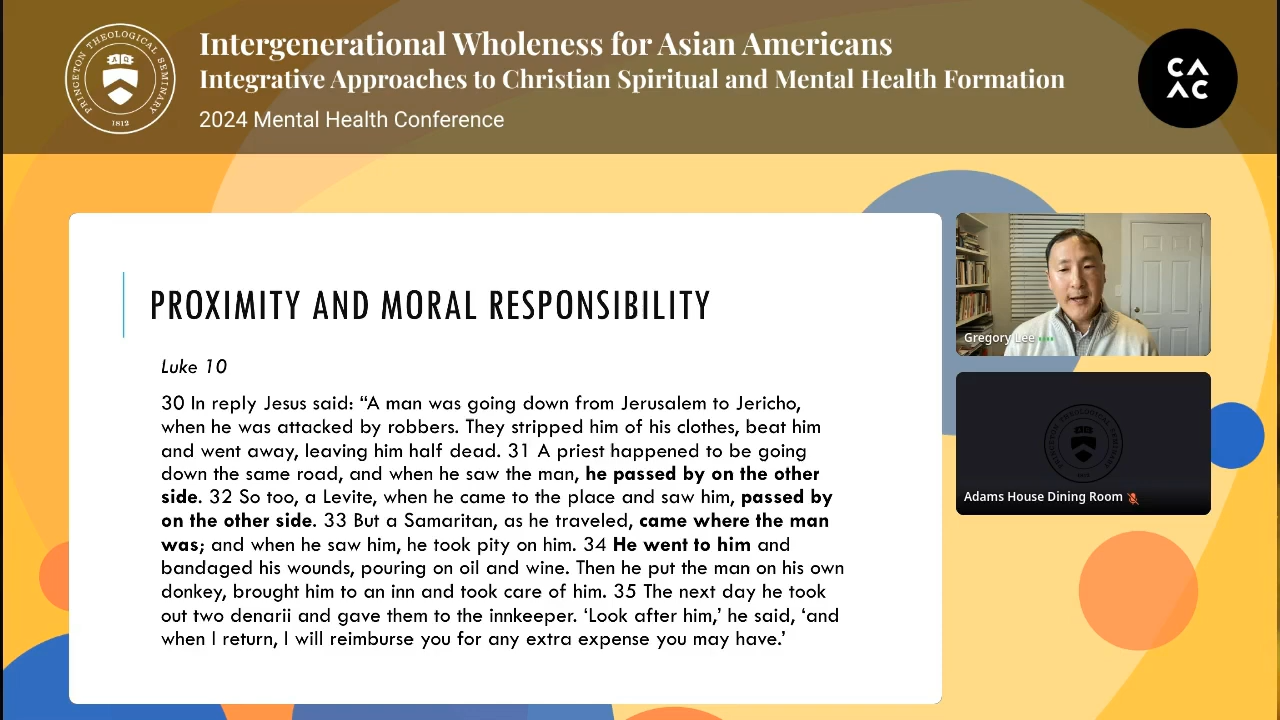 PRINCETON THEOLOGICAL SEMINARY
1812
Intergenerational Wholeness for Asian Americans
Integrative Approaches to Christian Spiritual and Mental Health Formation
2024 Mental Health Conference
CA
AC
PROXIMITY AND MORAL RESPONSIBILITY
Luke 10
30 In reply Jesus said: “A man was going down from Jerusalem to Jericho,
when he was attacked by robbers. They stripped him of his clothes, beat him
and went away, leaving him half dead. 31 A priest happened to be going
down the same road, and when he saw the man, he passed by on the other
side. 32 So too, a Levite, when he came to the place and saw him, passed by
on the other side. 33 But a Samaritan, as he traveled, came where the man
was; and when he saw him, he took pity on him. 34 He went to him and
bandaged his wounds, pouring on oil and wine. Then he put the man on his own
donkey, brought him to an inn and took care of him. 35 The next day he took
out two denarii and gave them to the innkeeper. ‘Look after him,’ he said, ‘and
when I return, I will reimburse you for any extra expense you may have.’
Gregory Lee
Adams House Dining Room